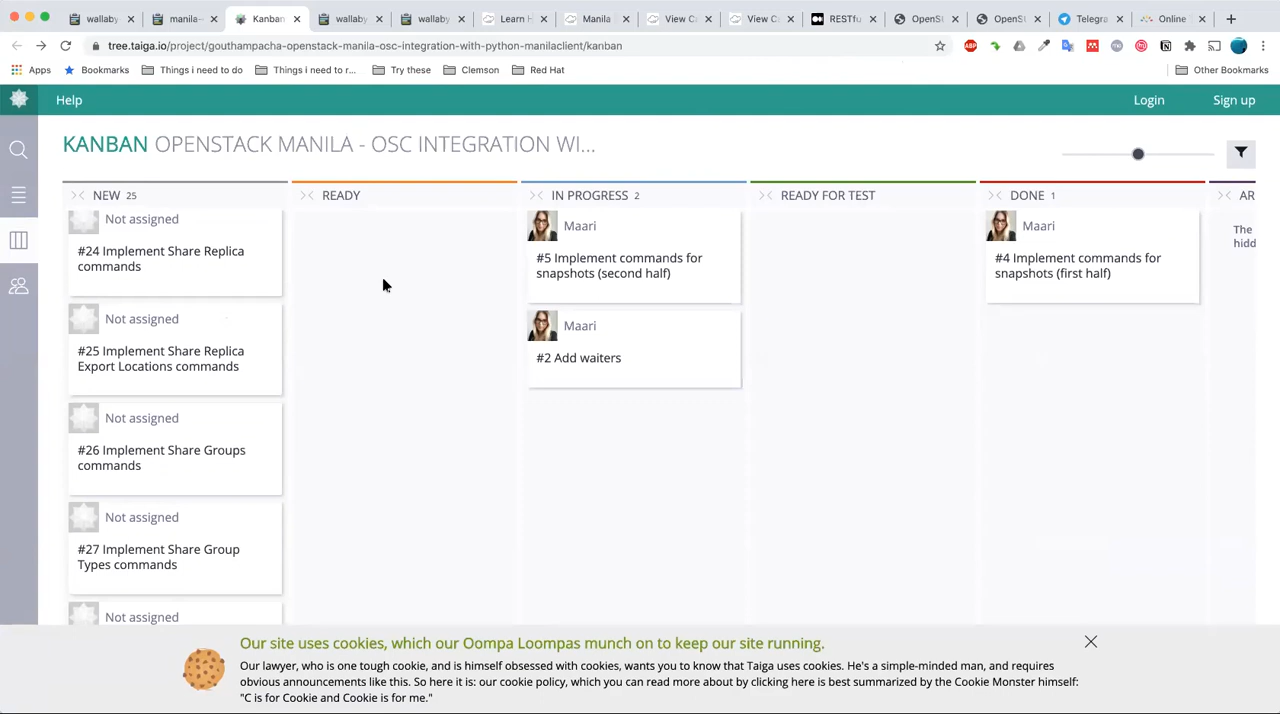 wallaby
manila-
Kanban
wallaby
wallaby
Learn H
Manila
View C
View C
RESTfu
OpenSt
OpenSt
Telegra
Online
tree.taiga.io/project/gouthampacha-openstack-manila-osc-integration-with-python-manilaclient/kanban
ABP
Apps
Bookmarks
Things i need to do
Things i need to r...
Try these
Clemson
Red Hat
Other Bookmarks
Help
Login
Sign up
KANBAN OPENSTACK MANILA - OSC INTEGRATION WI...
NEW 25
READY
IN PROGRESS 2
READY FOR TEST
DONE 1
AR
Not assigned
#24 Implement Share Replica
commands
Not assigned
#25 Implement Share Replica
Export Locations commands
Not assigned
#26 Implement Share Groups
commands
Not assigned
#27 Implement Share Group
Types commands
Not assigned
Maari
#5 Implement commands for
snapshots (second half)
Maari
#2 Add waiters
Maari
#4 Implement commands for
snapshots (first half)
The
hidd
Our site uses cookies, which our Oompa Loompas munch on to keep our site running.
Our lawyer, who is one tough cookie, and is himself obsessed with cookies, wants you to know that Taiga uses cookies. He's a simple-minded man, and requires
obvious announcements like this. So here it is: our cookie policy, which you can read more about by clicking here is best summarized by the Cookie Monster himself:
"C is for Cookie and Cookie is for me."